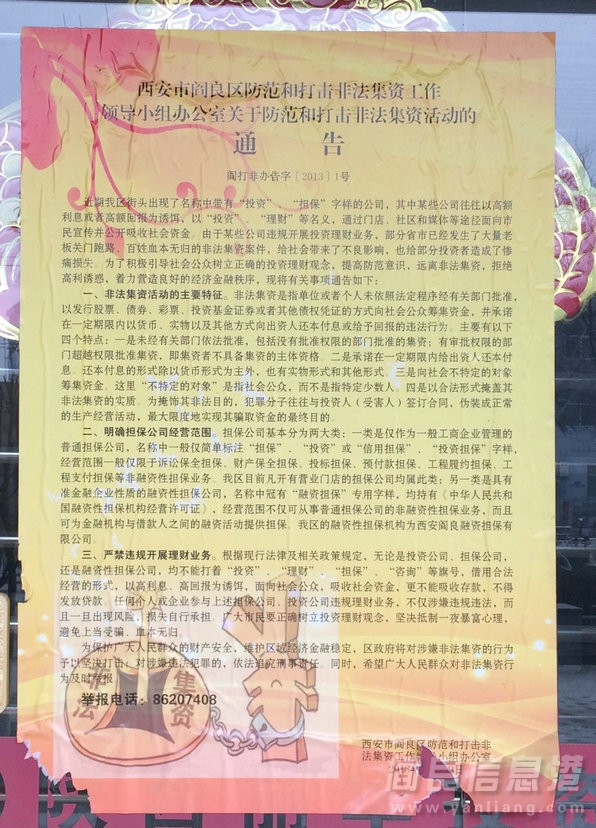 西安市阎良区防范和打击非法集资工作
领导小组办公室关于防范和打击非法集资活动的
通 告
阎打非办告字〔2013〕1号
近期我区街头出现了名称中带有“投资”、“担保”字样的公司，其中某些公司往往以高额
利息或者高额回报为诱饵，以“投资”、“理财”等名义，通过门店、社区和媒体等途径面向市
民宣传并公开吸收社会资金。由于某些公司违规开展投资理财业务，部分省市已经发生了大量老
板关门跑路、百姓血本无归的非法集资案件，给社会带来了不良影响，也给部分投资者造成了惨
痛损失。为了积极引导社会公众树立正确的投资理财观念，提高防范意识，远离非法集资，拒绝
高利诱惑，着力营造良好的经济金融秩序，现将有关事项通告如下：
一、非法集资活动的主要特征。非法集资是指单位或者个人未依照法定程序经有关部门批准，
以发行股票、债券、彩票、投资基金证券或者其他债权凭证的方式向社会公众筹集资金，并承诺
在一定期限内以货币、实物以及其他方式向出资人还本付息或给予回报的违法行为。主要有以下
四个特点：一是未经有关部门依法批准，包括没有批准权限的部门批准的集资；有审批权限的部
门超越权限批准集资，即集资者不具备集资的主体资格。二是承诺在一定期限内给出资人还本付
息。还本付息的形式除以货币形式为主外，也有实物形式和其他形式。三是向社会不特定的对象
筹集资金。这里“不特定的对象”是指社会公众，而不是指特定少数人。四是以合法形式掩盖其
非法集资的实质。为掩饰其非法目的，犯罪分子往往与投资人（受害人）签订合同，伪装成正常
的生产经营活动，最大限度地实现其骗取资金的最终目的。
二、明确担保公司经营范围。担保公司基本分为两大类：一类是仅作为一般工商企业管理的
普通担保公司，名称中一般仅简单标注“担保”、“投资”或“信用担保”、“投资担保”字样，
经营范围一般仅限于诉讼保全担保、财产保全担保、投标担保、预付款担保、工程履约担保、工
程支付担保等非融资性担保业务。我区目前凡开有营业门店的担保公司均属此类；另一类是具有
准金融企业性质的融资性担保公司，名称中冠有“融资担保”专用字样，均持有《中华人民共和
国融资性担保机构经营许可证》，经营范围不仅可从事普通担保公司的非融资性担保业务，而且
可为金融机构与借款人之间的融资活动提供担保。我区的融资性担保机构为西安阎良融资担保有
限公司。
三、严禁违规开展理财业务。根据现行法律及相关政策规定，无论是投资公司、担保公司，
还是融资性担保公司，均不能打着“投资”、“理财”、“担保”、“咨询”等旗号，借用合法
经营的形式，以高利息、高回报为诱饵，面向社会公众，吸收社会资金，更不能吸收存款，不得
发放贷款。任何个人或企业参与上述担保公司、投资公司违规理财业务，不仅涉嫌违规违法，而
且一旦出现风险，损失自行承担。广大市民要正确树立投资理财观念，坚决抵制一夜暴富心理，
避免上当受骗、血本无归。
为保护广大人民群众的财产安全，维护区域经济金融稳定，区政府将对涉嫌非法集资的行为
予以坚决打击，对涉嫌违法犯罪的，依法追究刑事责任。同时，希望广大人民群众对非法集资行
为及时举报。
举报电话：86207408
非法
集资
西安市阎良区防范和打击非
法集资工作 小组办公室
阎良信息港
www.yanliang.com